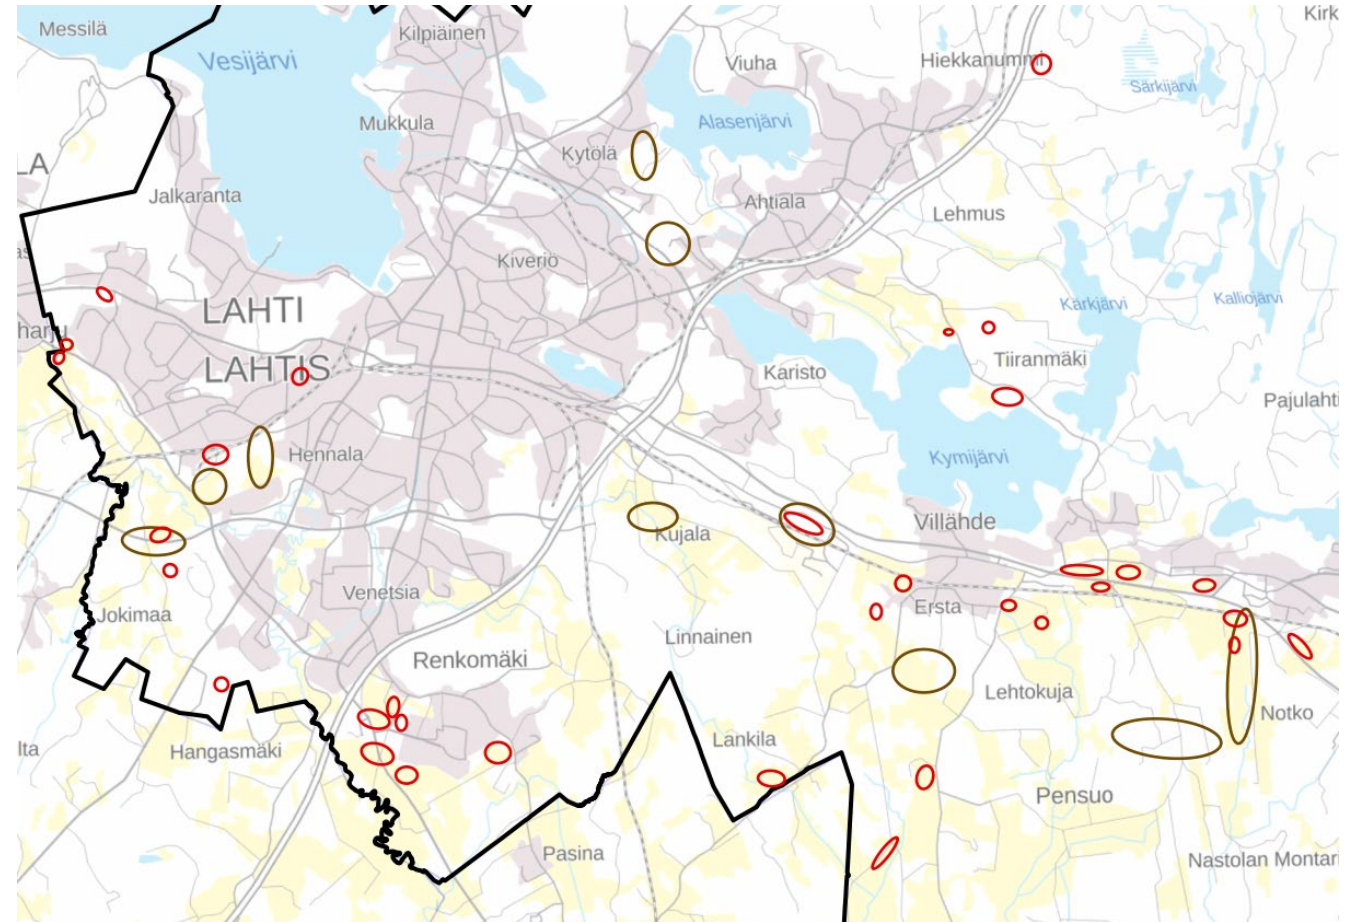 Kirk
Messilä
Kilpiäinen
Vesijärvi
Viuha
Hiekkanummi
Särkijärvi
Mukkula
Alasenjärvi
Kytölä
LA
Jalkaranta
Ahtiala
Lehmus
Kiveriö
LAHTI
Kärkjärvi
Kalliojärvi
harju
LAHTIS
Tiiranmäki
Karisto
Pajulahti
Hennala
Kymijärvi
Villähde
Kujala
Venetsia
Ersta
Jokimaa
Linnainen
Renkomäki
Lehtokuja
Notko
Lankila
Hangasmäki
lta
Pensuo
Pasina
Nastolan Montari